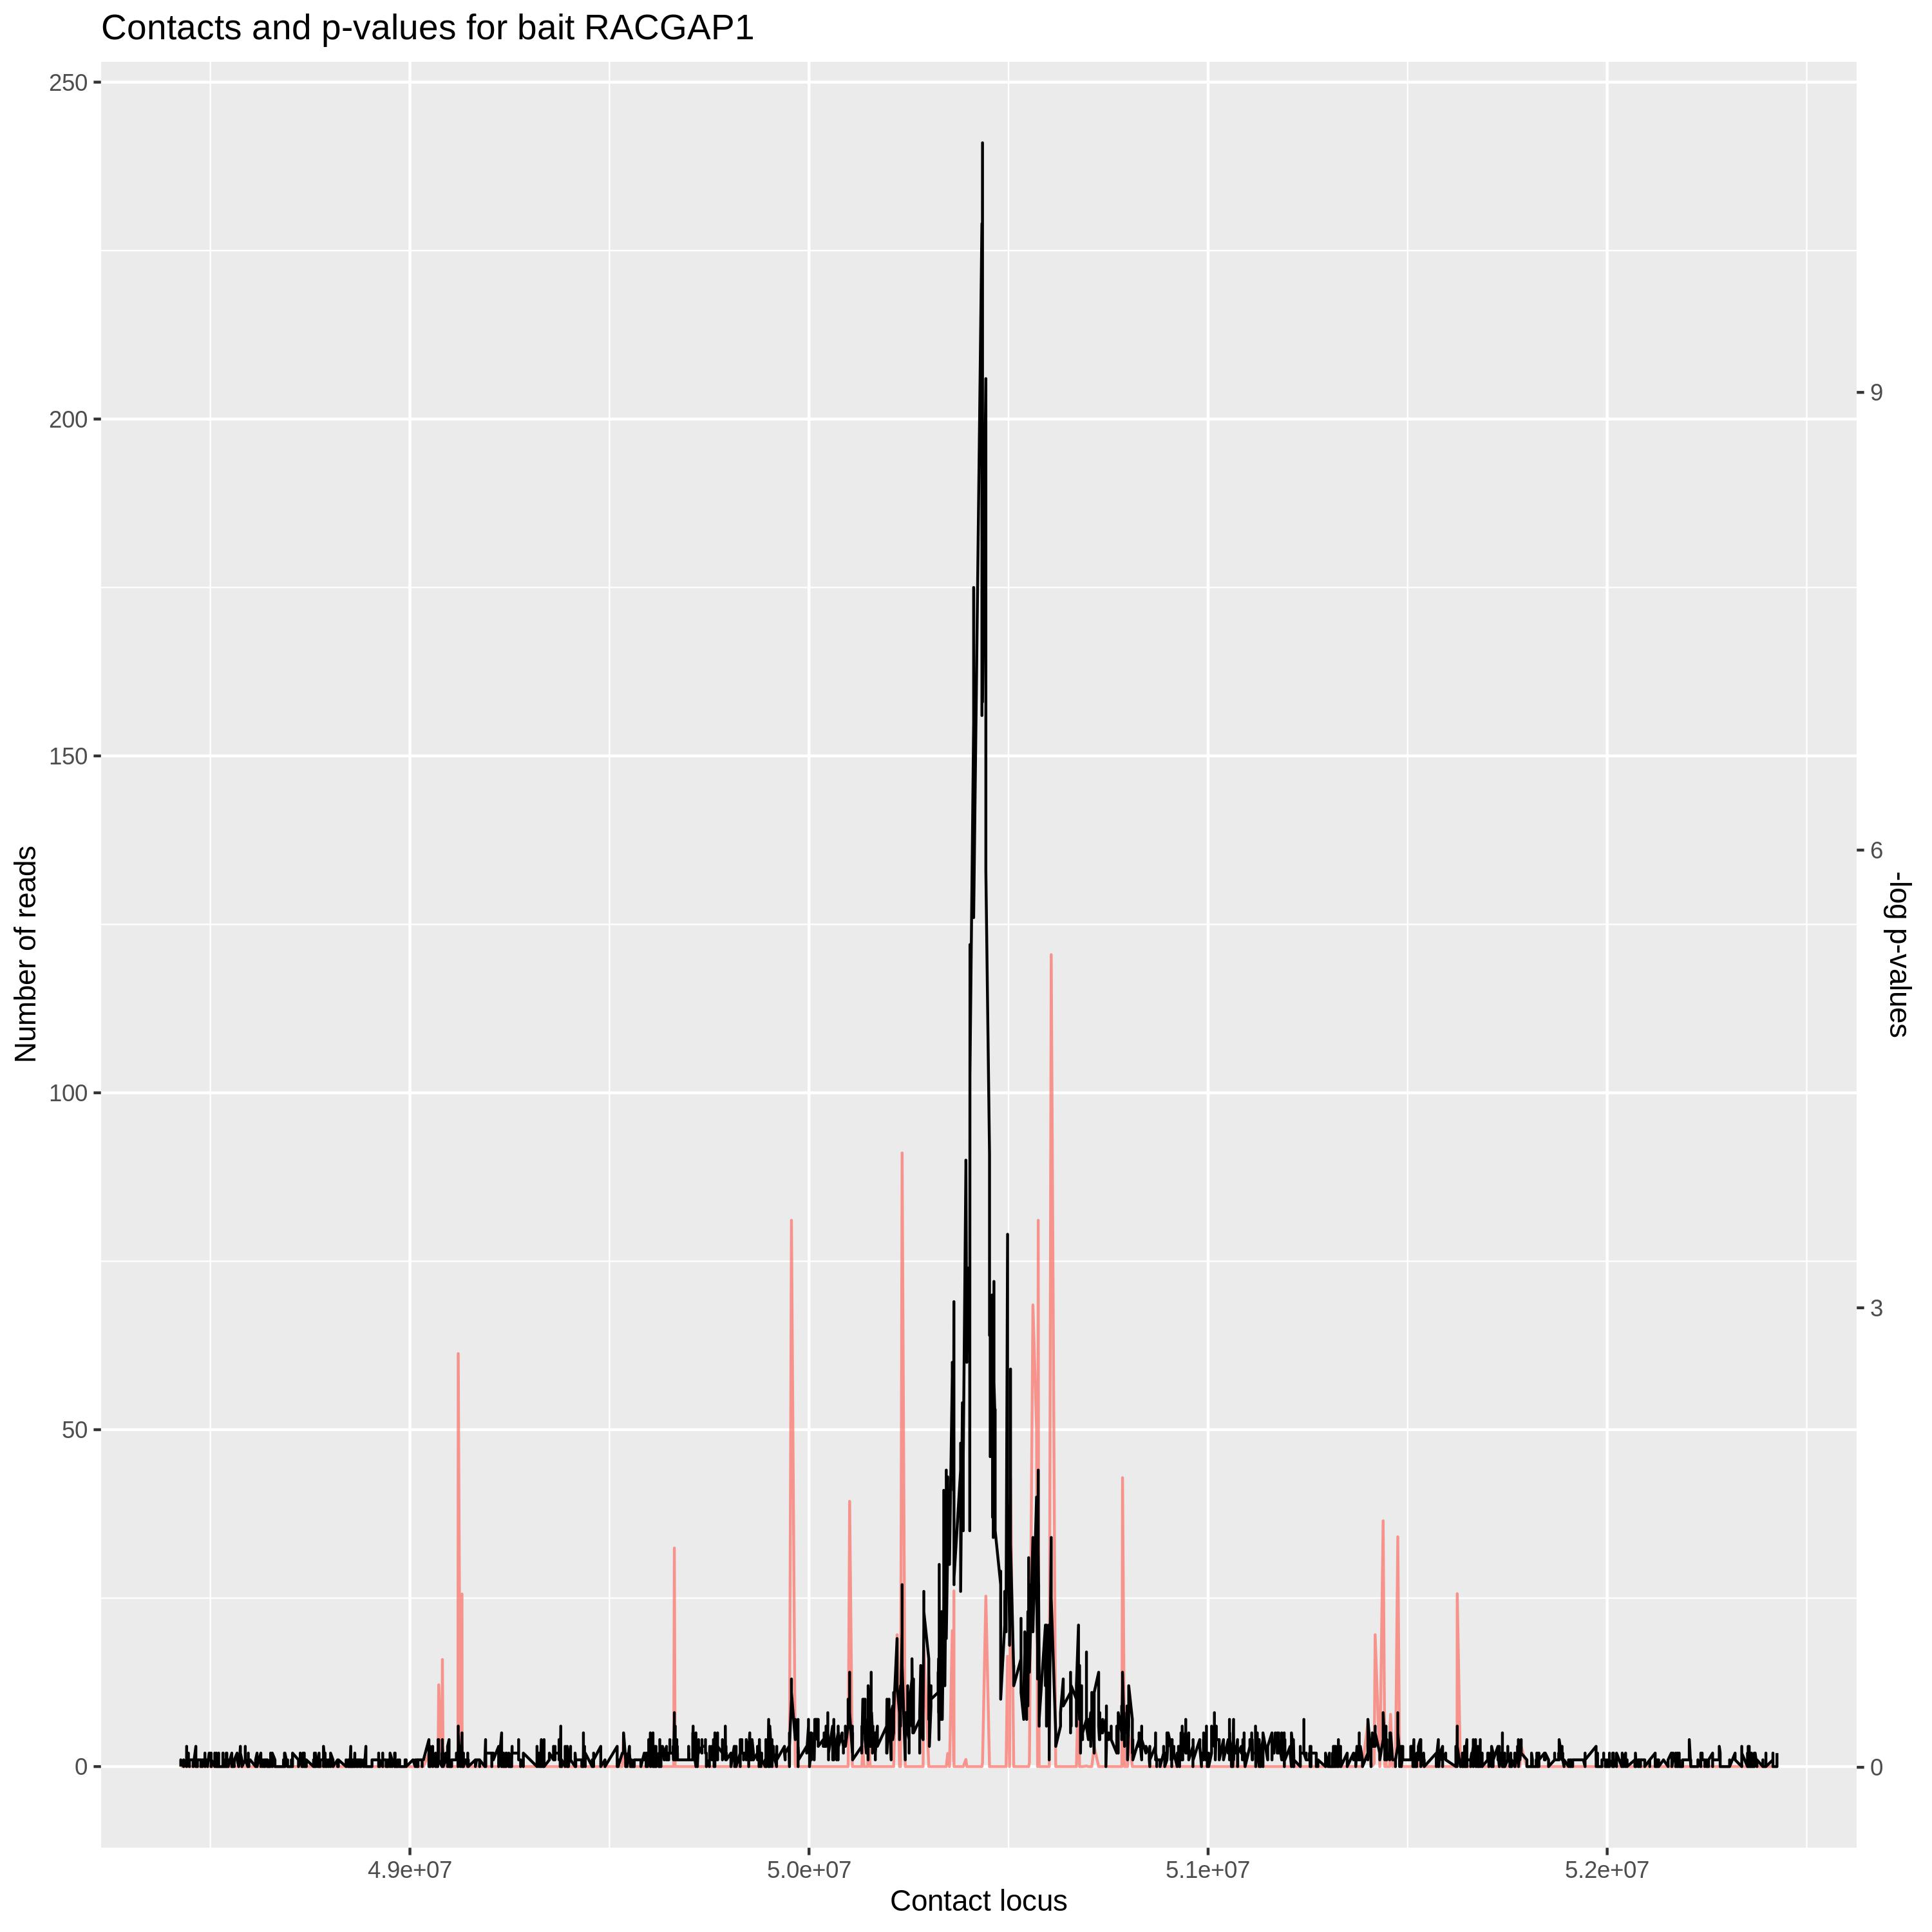 Contacts and p-values for bait RACGAP1
250
200
150
100
50
0
Number of reads
9
6
3
0
-log p-values
4.9e+07
5.0e+07
5.1e+07
5.2e+07
Contact locus